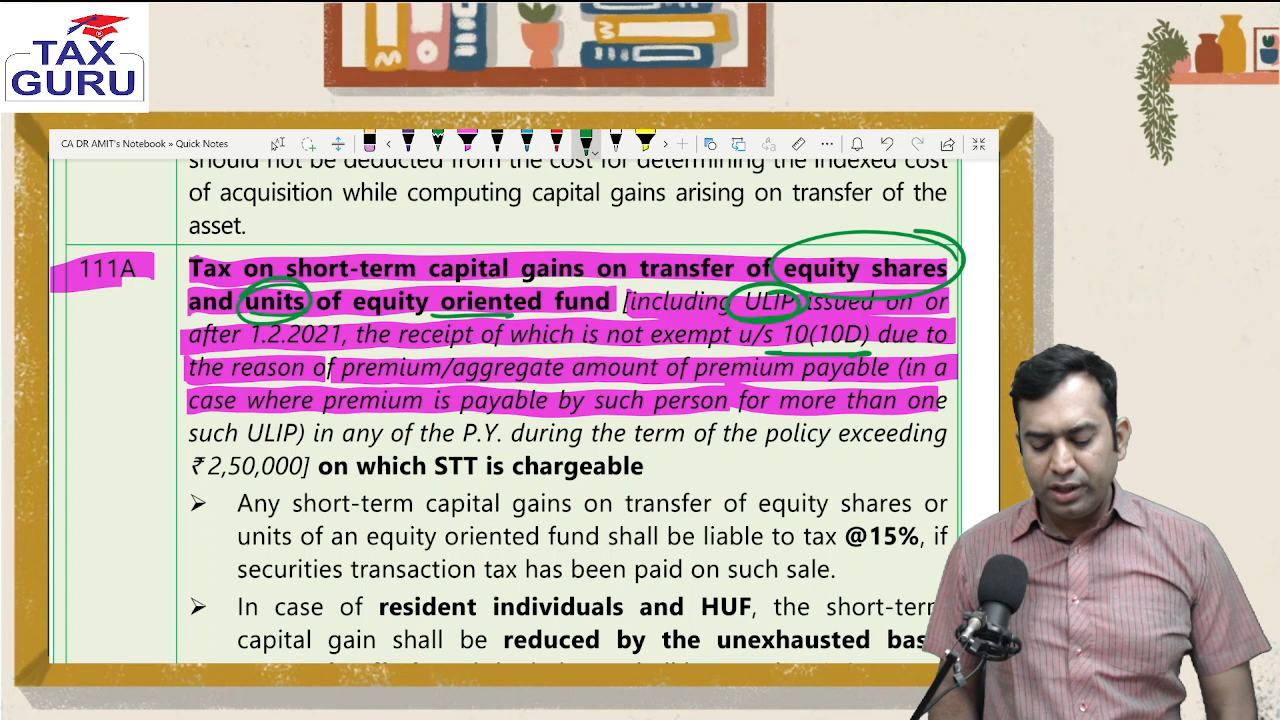 TAX
GURU
CA DR AMIT's Notebook » Quick Notes
should not be deducted from the cost for determining the indexed cost
of acquisition while computing capital gains arising on transfer of the
asset.
111A
Tax on short-term capital gains on transfer of equity shares
and units of equity oriented fund [including ULIP issued on or
after 1.2.2021, the receipt of which is not exempt u/s 10(10D) due to
the reason of premium/aggregate amount of premium payable (in a
case where premium is payable by such person for more than one
such ULIP) in any of the P.Y. during the term of the policy exceeding
₹2,50,000] on which STT is chargeable
➢ Any short-term capital gains on transfer of equity shares or
units of an equity oriented fund shall be liable to tax @15%, if
securities transaction tax has been paid on such sale.
➢ In case of resident individuals and HUF, the short-term
capital gain shall be reduced by the unexhausted